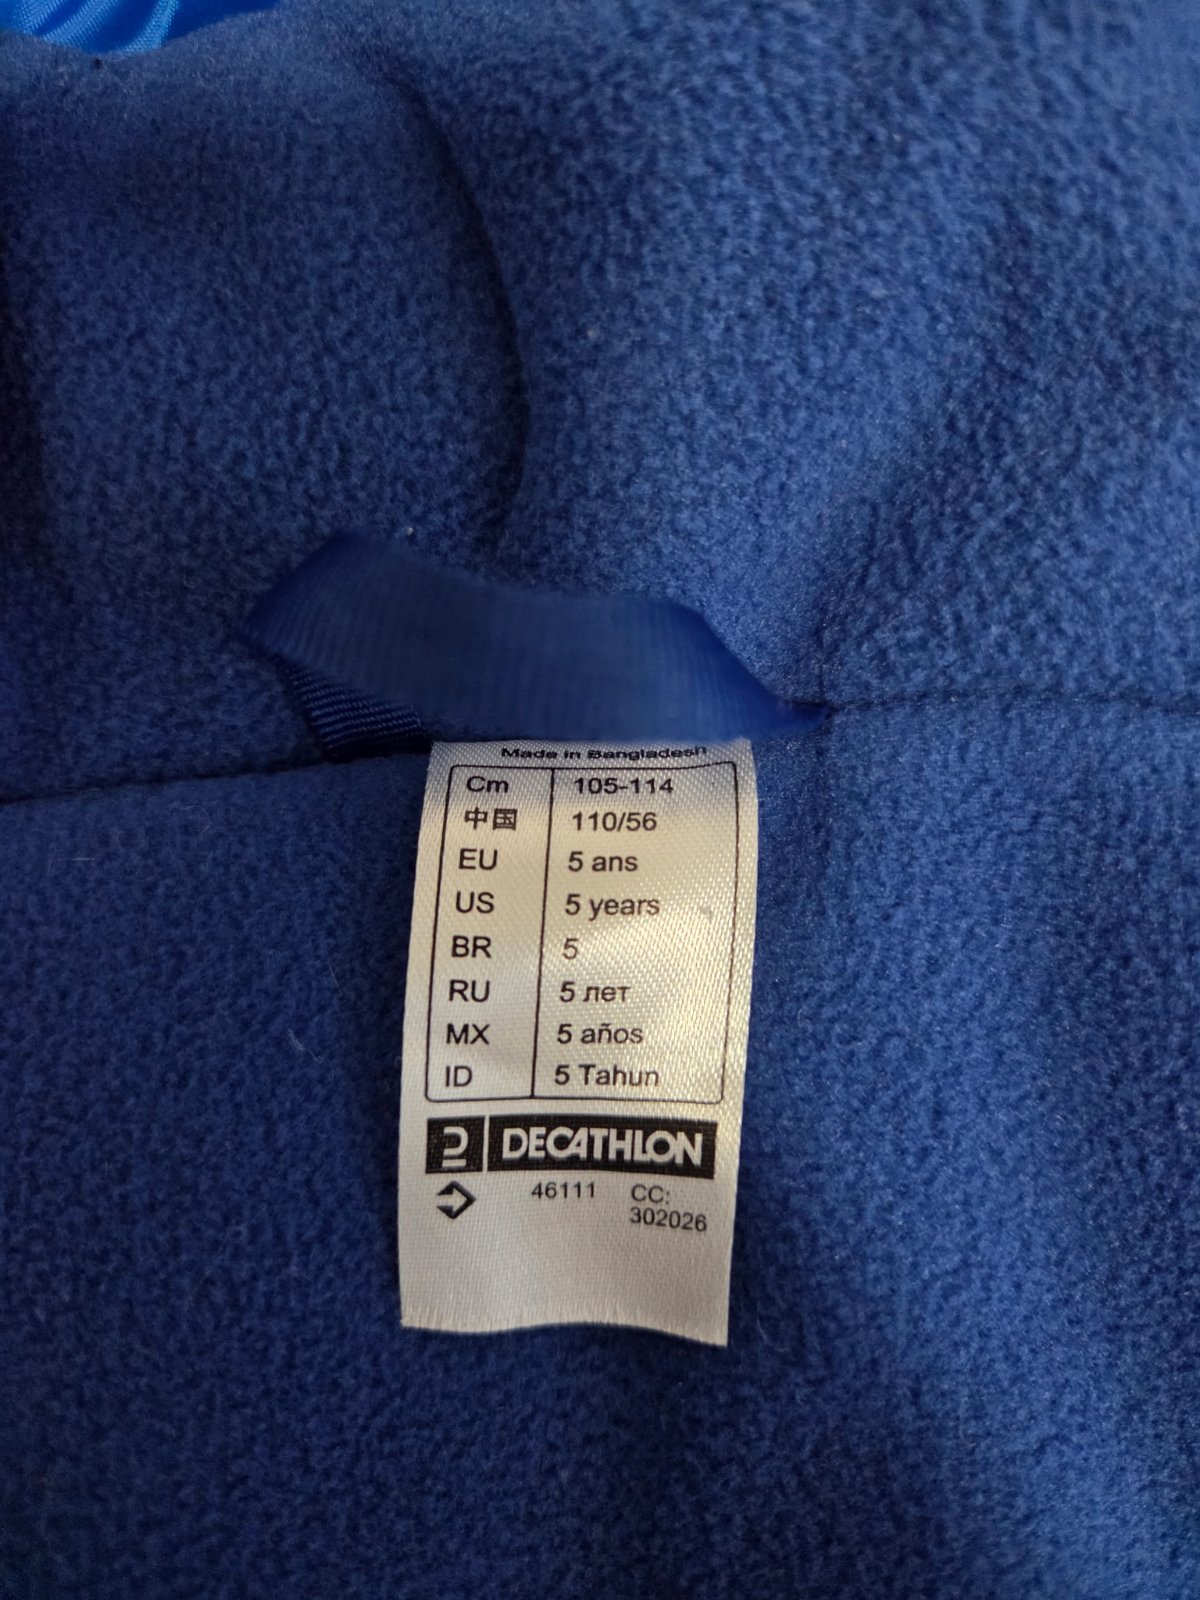 Made in Bangladesh
Cm 105-114
中国 110/56
EU 5 ans
US 5 years
BR 5
RU 5 лет
MX 5 años
ID 5 Tahun
DECATHLON
46111 CC:
302026